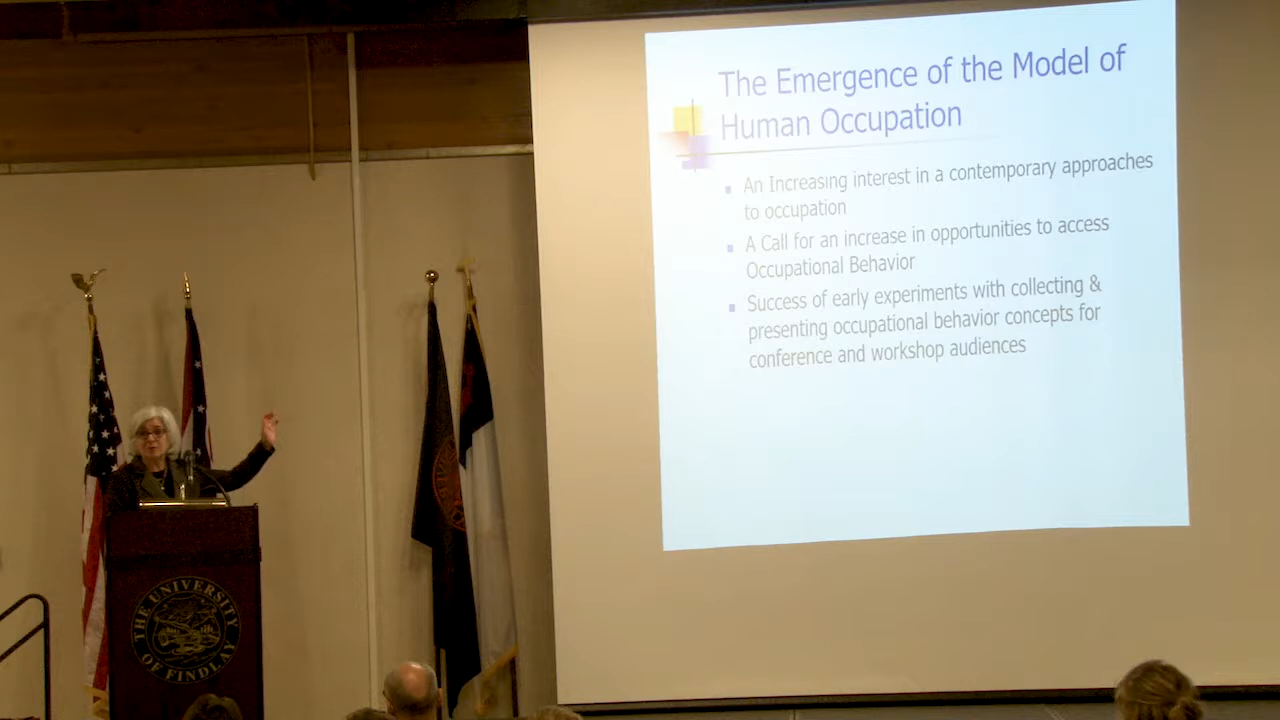 The Emergence of the Model of
Human Occupation
An Increasing interest in a contemporary approaches
to occupation
A Call for an increase in opportunities to access
Occupational Behavior
Success of early experiments with collecting &
presenting occupational behavior concepts for
conference and workshop audiences
THE UNIVERSITY
OF FINDLAY